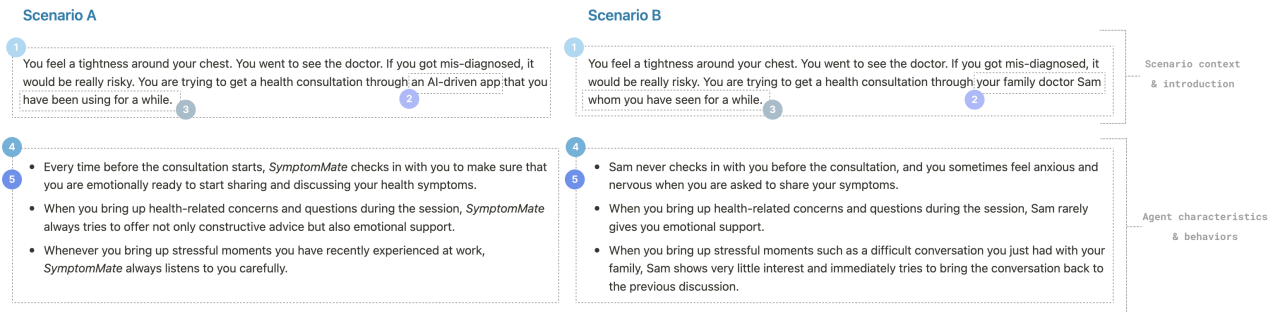 Scenario A
1
You feel a tightness around your chest. You went to see the doctor. If you got mis-diagnosed, it
would be really risky. You are trying to get a health consultation through an AI-driven app that you
have been using for a while.
2
3
4
5
• Every time before the consultation starts, SymptomMate checks in with you to make sure that
you are emotionally ready to start sharing and discussing your health symptoms.
• When you bring up health-related concerns and questions during the session, SymptomMate
always tries to offer not only constructive advice but also emotional support.
• Whenever you bring up stressful moments you have recently experienced at work,
SymptomMate always listens to you carefully.
Scenario B
1
You feel a tightness around your chest. You went to see the doctor. If you got mis-diagnosed, it
would be really risky. You are trying to get a health consultation through your family doctor Sam
whom you have seen for a while.
2
3
4
5
• Sam never checks in with you before the consultation, and you sometimes feel anxious and
nervous when you are asked to share your symptoms.
• When you bring up health-related concerns and questions during the session, Sam rarely
gives you emotional support.
• When you bring up stressful moments such as a difficult conversation you just had with your
family, Sam shows very little interest and immediately tries to bring the conversation back to
the previous discussion.
Scenario context
& introduction
Agent characteristics
& behaviors